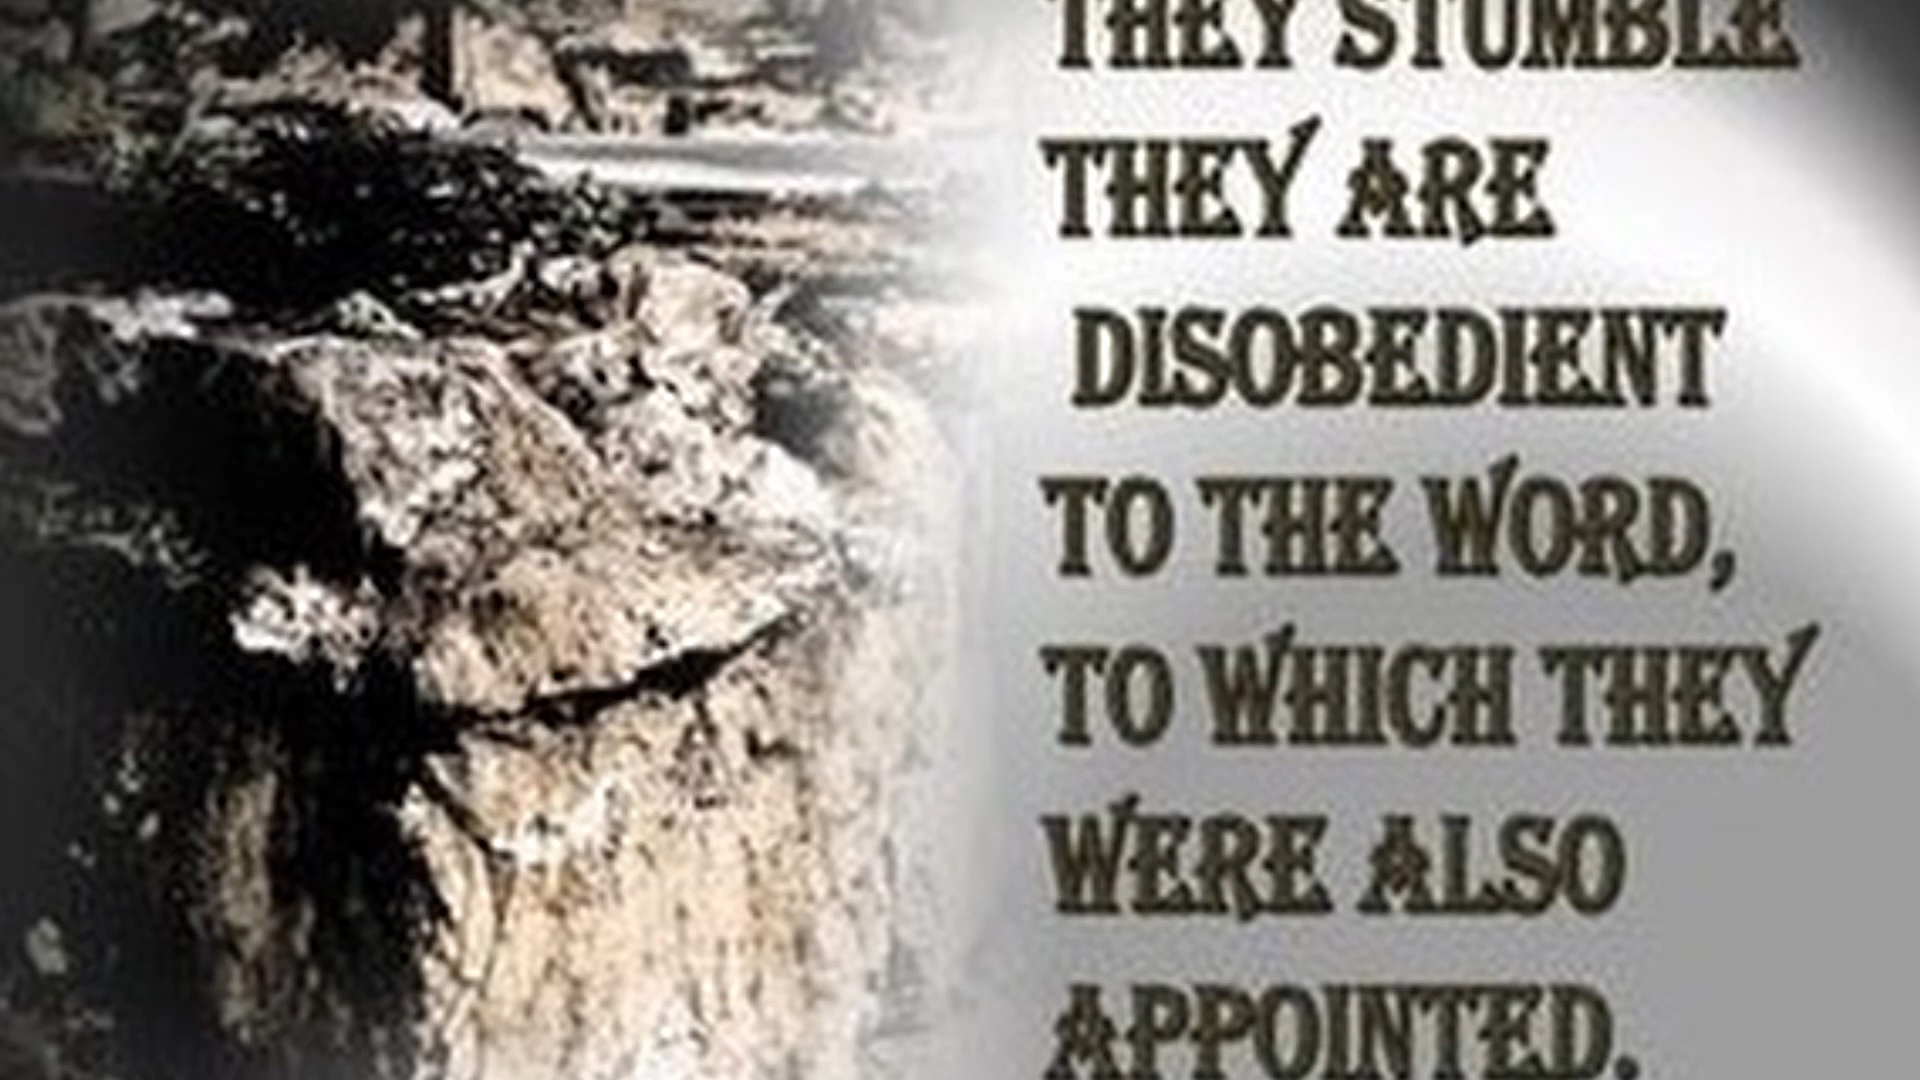 THEY STUMBLE
THEY ARE
DISOBEDIENT
TO THE WORD,
TO WHICH THEY
WERE ALSO
APPOINTED.